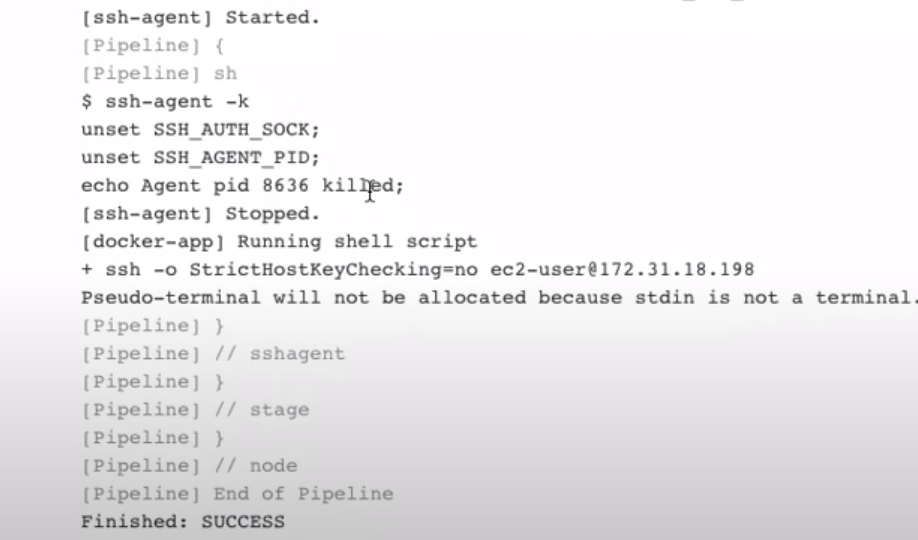 [ssh-agent] Started.
[Pipeline] {
[Pipeline] sh
$ ssh-agent -k
unset SSH_AUTH_SOCK;
unset SSH_AGENT_PID;
echo Agent pid 8636 killed;
[ssh-agent] Stopped.
[docker-app] Running shell script
+ ssh -o StrictHostKeyChecking=no ec2-user@172.31.18.198
Pseudo-terminal will not be allocated because stdin is not a terminal.
[Pipeline] }
[Pipeline] // sshagent
[Pipeline] }
[Pipeline] // stage
[Pipeline] }
[Pipeline] // node
[Pipeline] End of Pipeline
Finished: SUCCESS